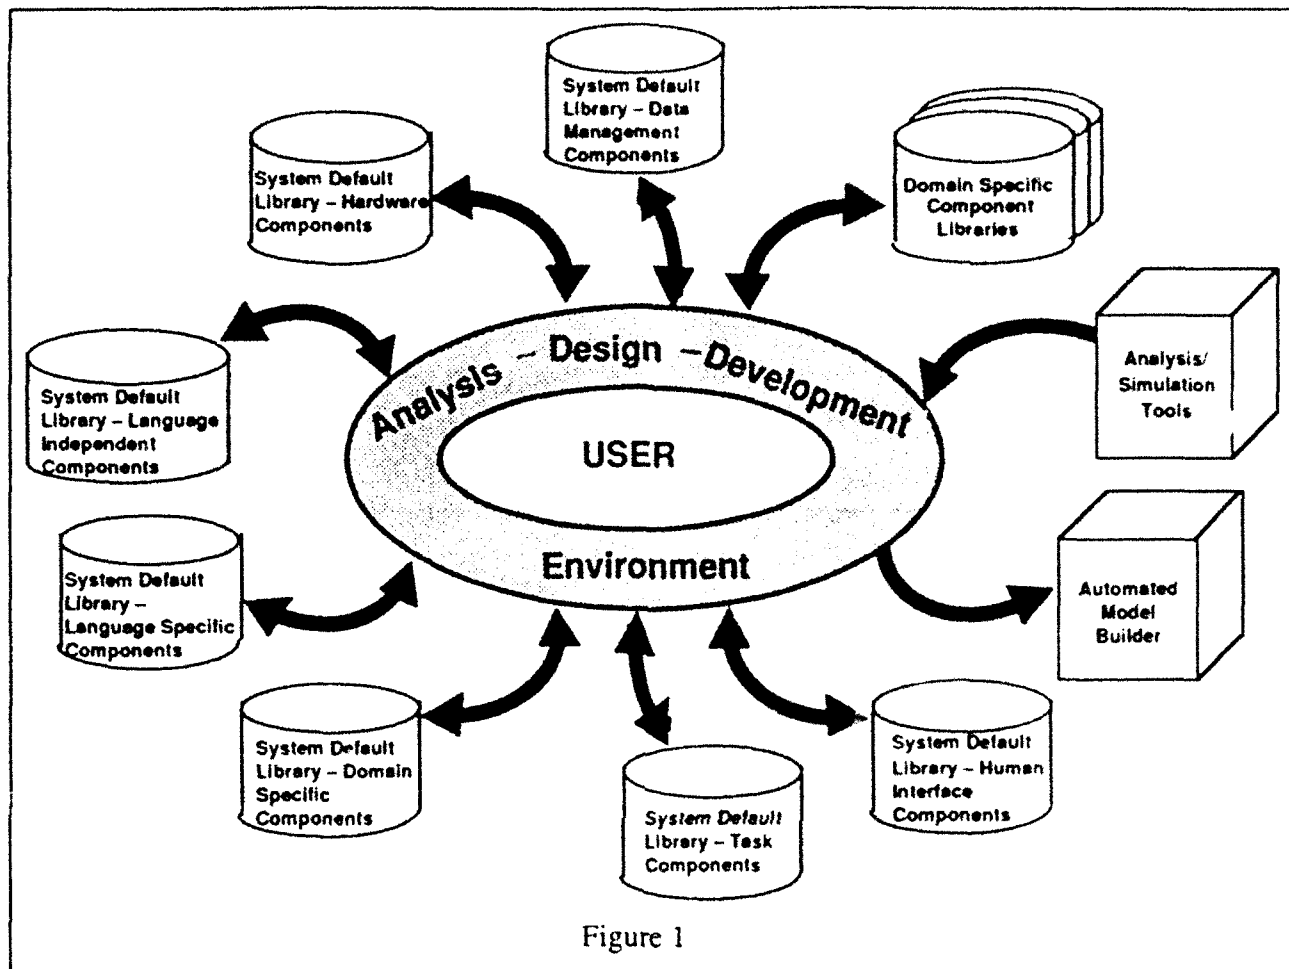 System Default
Library – Data
Management
Components
System Default
Library – Hardware
Components
Domain Specific
Component
Libraries
System Default
Library – Language
Independent
Components
Analysis – Design – Development
USER
Environment
Analysis/
Simulation
Tools
System Default
Library –
Language Specific
Components
Automated
Model
Builder
System Default
Library – Domain
Specific
Components
System Default
Library – Task
Components
System Default
Library – Human
Interface
Components
Figure 1